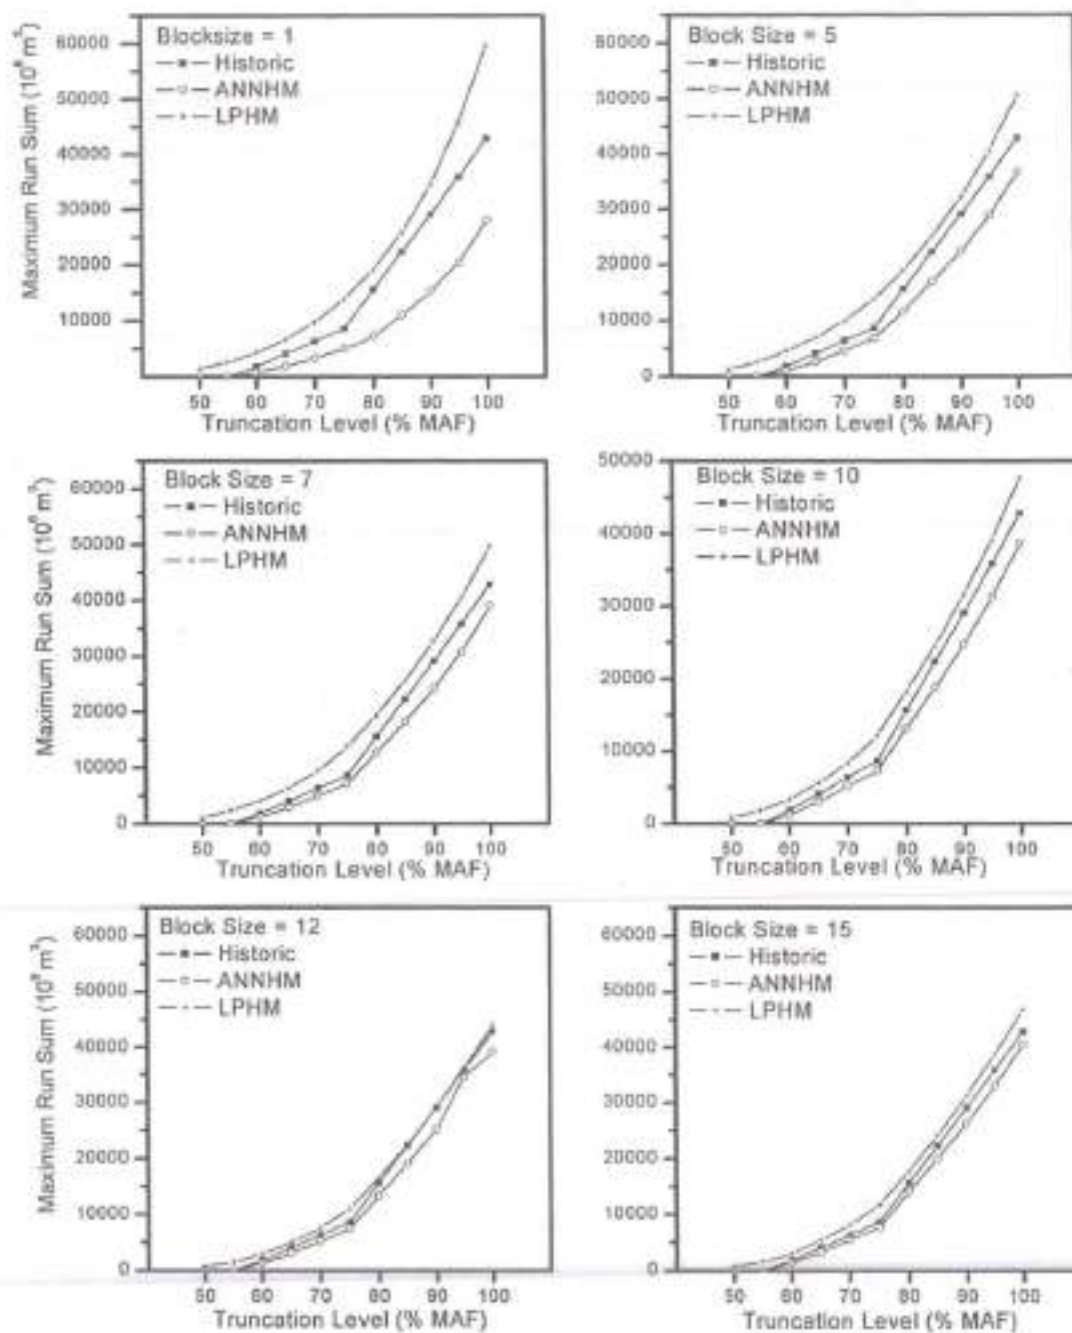 Blocksize = 1
Historic
ANNHM
LPHM
Maximum Run Sum (10⁶ m³)
60000
50000
40000
30000
20000
10000
50 60 70 80 90 100
Truncation Level (% MAF)
Block Size = 5
Historic
ANNHM
LPHM
60000
50000
40000
30000
20000
10000
0
50 60 70 80 90 100
Truncation Level (% MAF)
Block Size = 7
Historic
ANNHM
LPHM
Maximum Run Sum (10⁶ m³)
60000
50000
40000
30000
20000
10000
0
50 60 70 80 90 100
Truncation Level (% MAF)
Block Size = 10
Historic
ANNHM
LPHM
50000
40000
30000
20000
10000
0
50 60 70 80 90 100
Truncation Level (% MAF)
Block Size = 12
Historic
ANNHM
LPHM
Maximum Run Sum (10⁶ m³)
60000
50000
40000
30000
20000
10000
0
50 60 70 80 90 100
Truncation Level (% MAF)
Block Size = 15
Historic
ANNHM
LPHM
60000
50000
40000
30000
20000
10000
0
50 60 70 80 90 100
Truncation Level (% MAF)